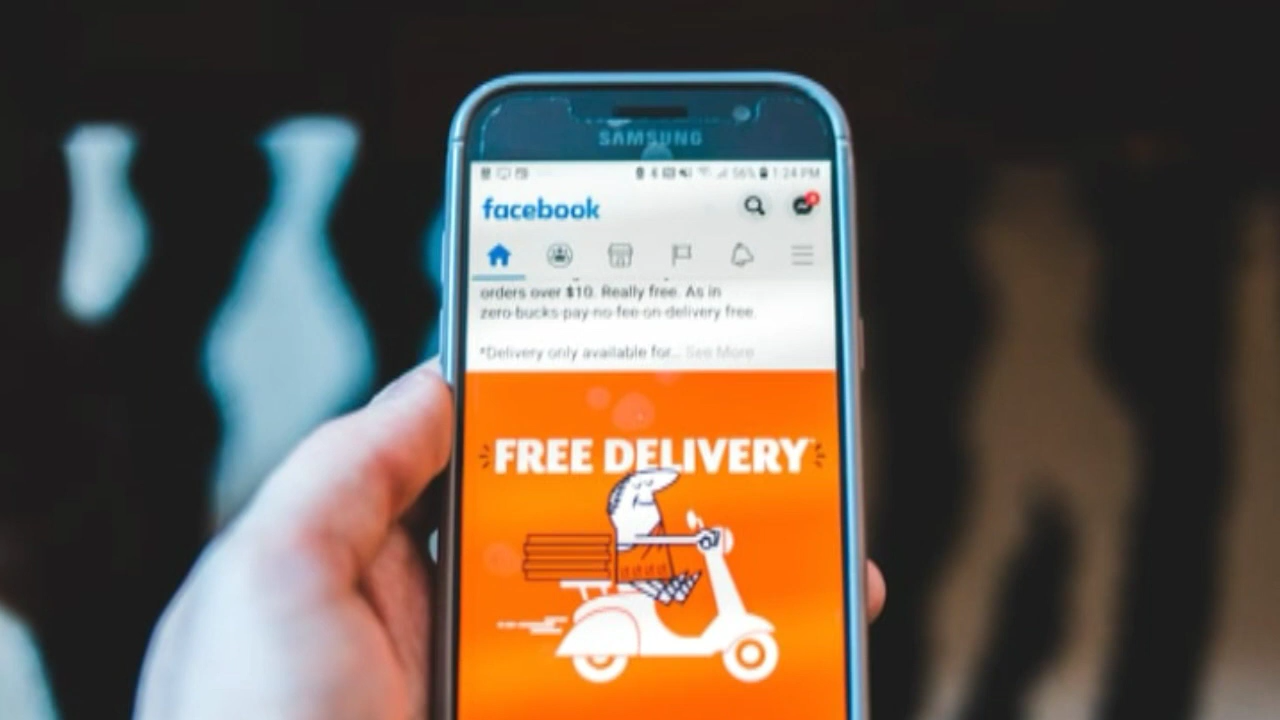 SAMSUNG
56% 1:24 PM
facebook
orders over $10. Really free. As in
zero-bucks-pay-no-fee-on-delivery free.
*Delivery only available for... See More
FREE DELIVERY